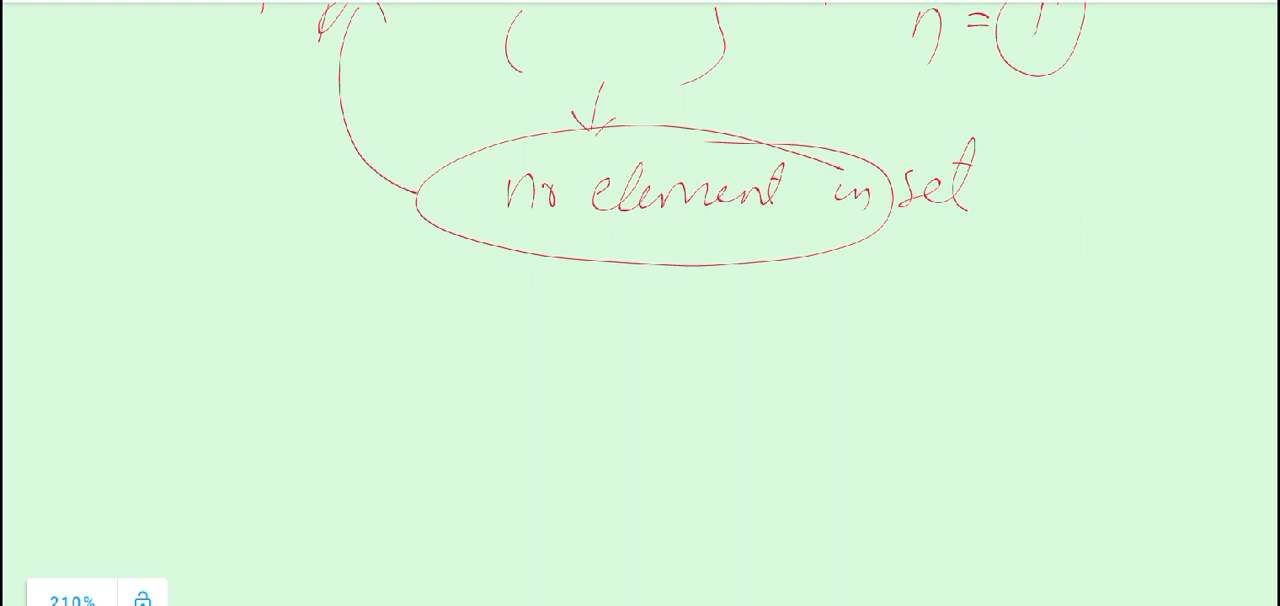 n =
no element in set
210%